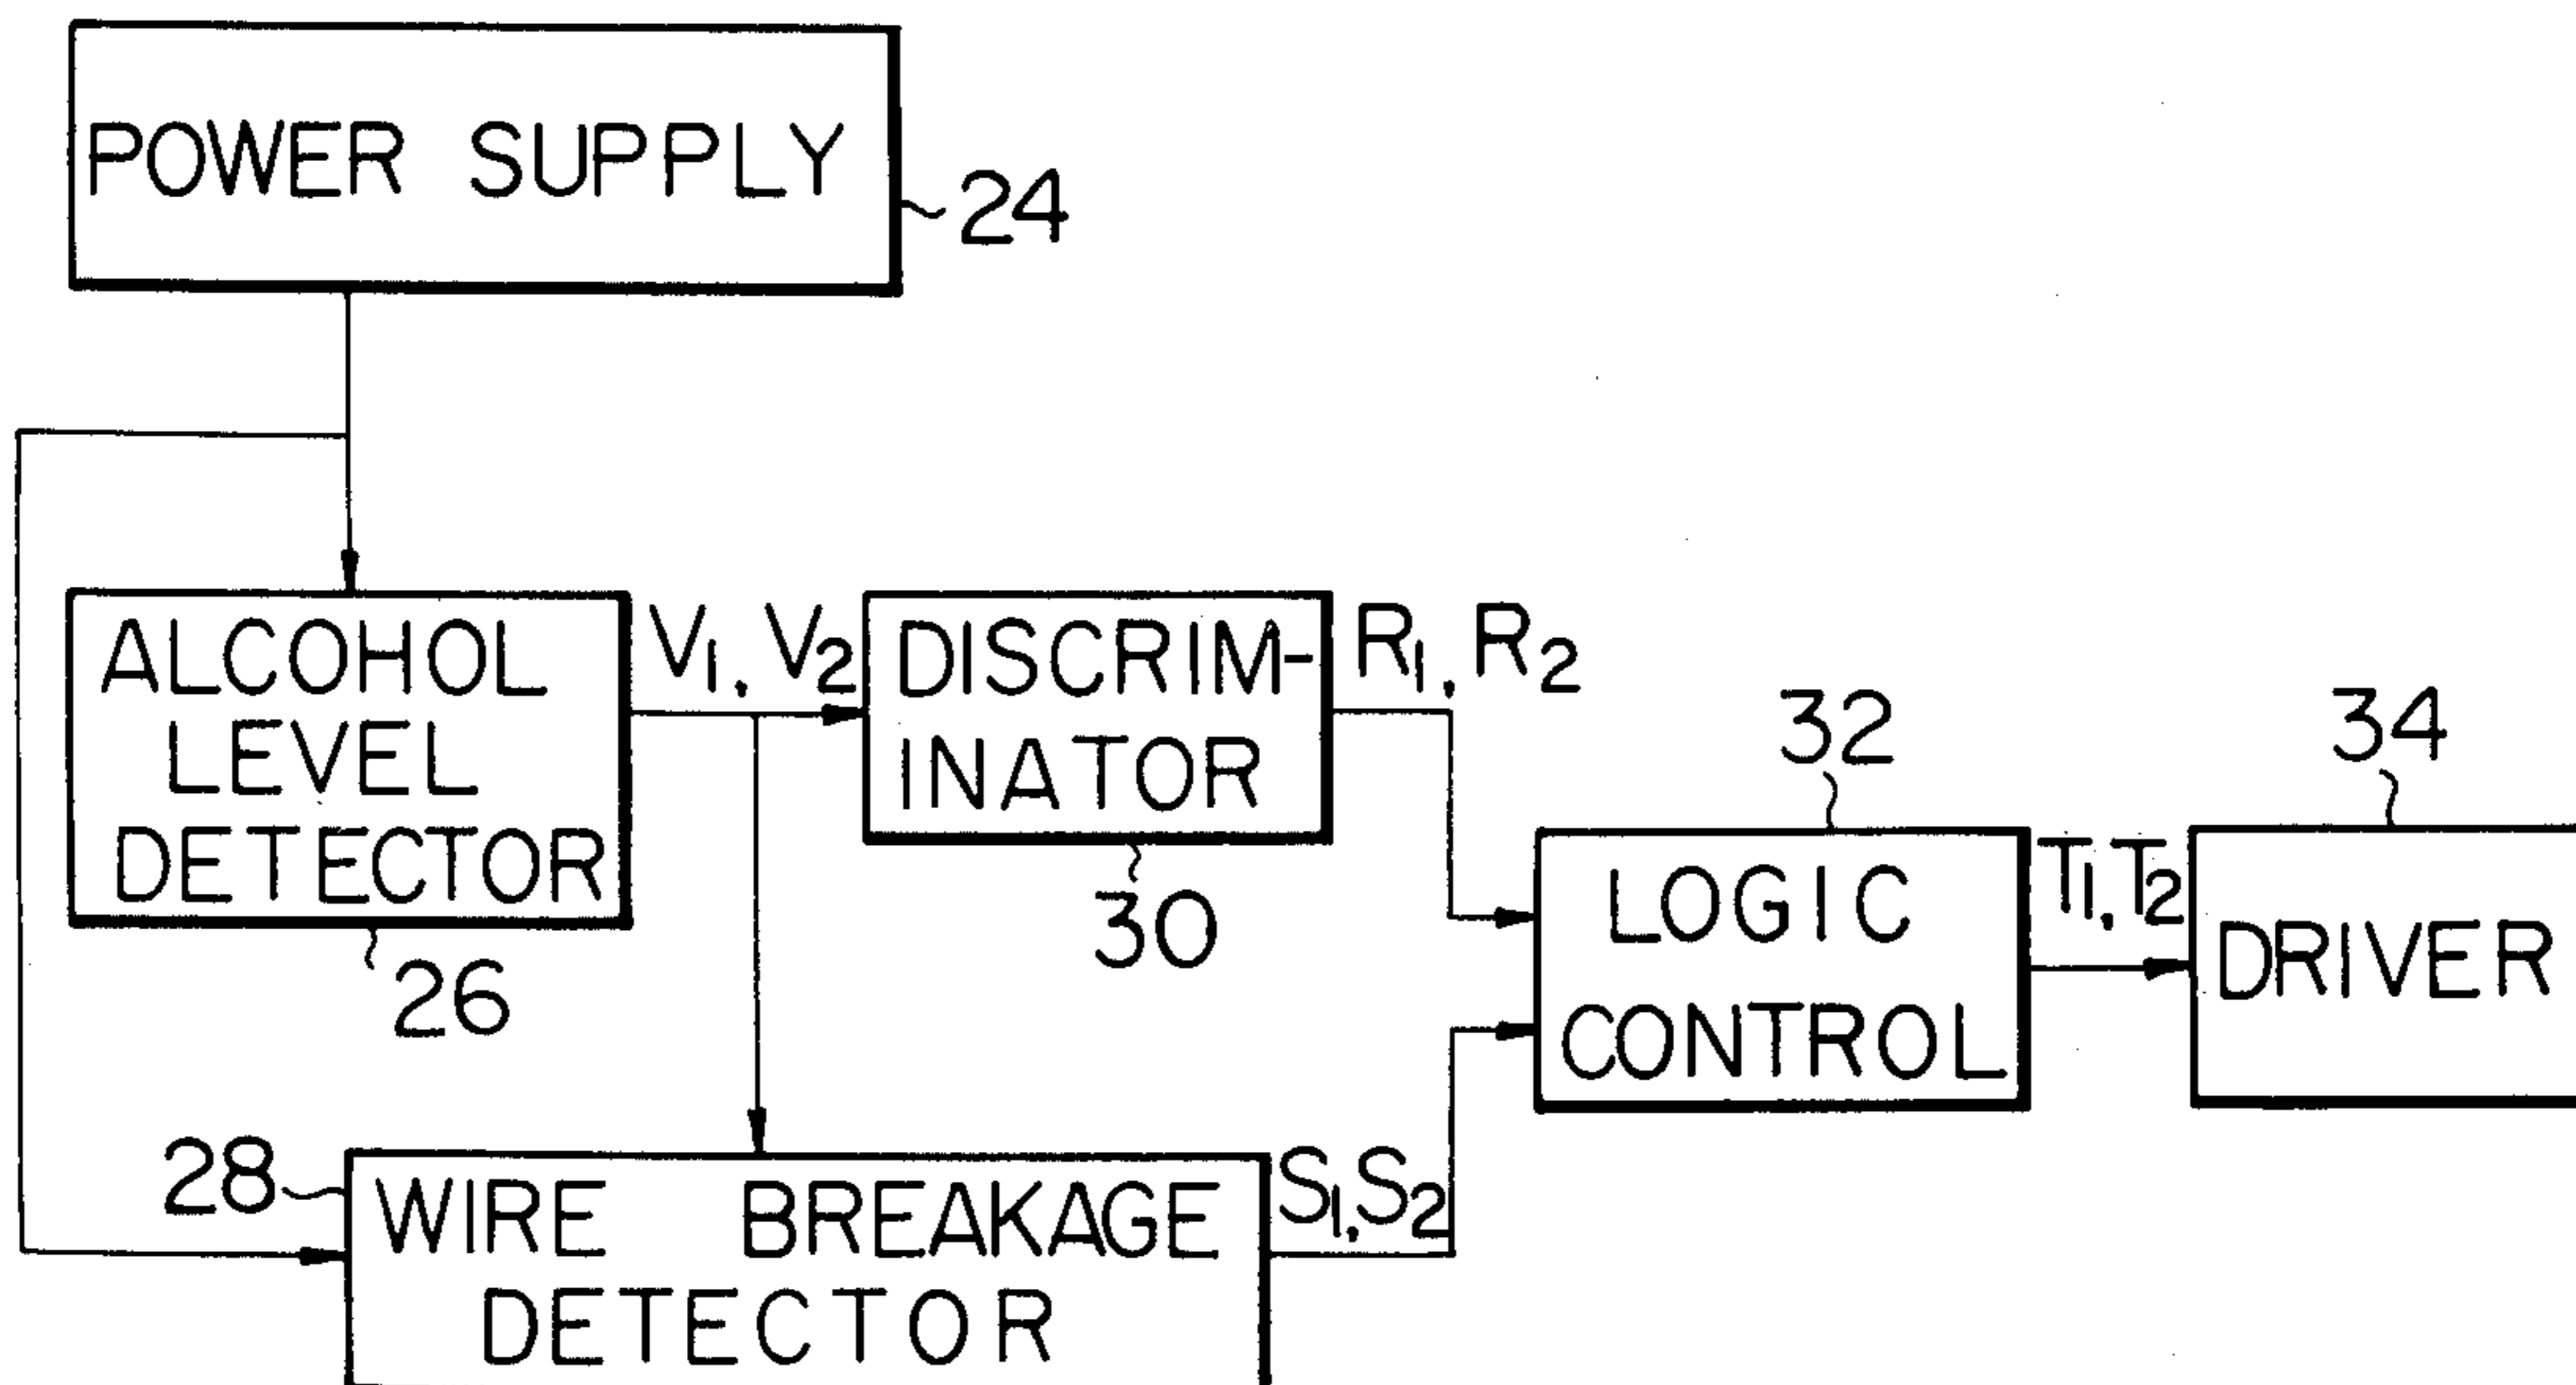 POWER SUPPLY
24
ALCOHOL
LEVEL
DETECTOR
26
V1, V2
DISCRIM-
INATOR
30
R1, R2
32
LOGIC
CONTROL
T1, T2
34
DRIVER
28
WIRE BREAKAGE
DETECTOR
S1, S2